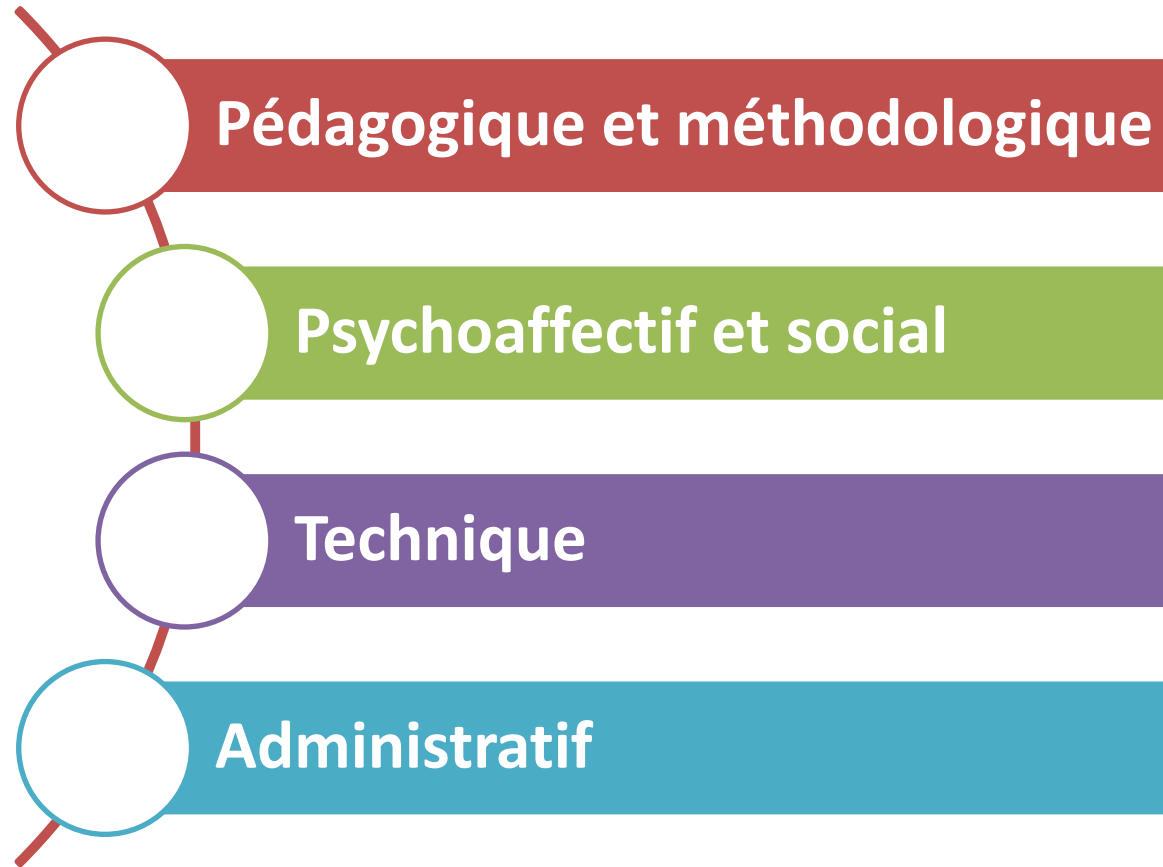 Pédagogique et méthodologique
Psychoaffectif et social
Technique
Administratif